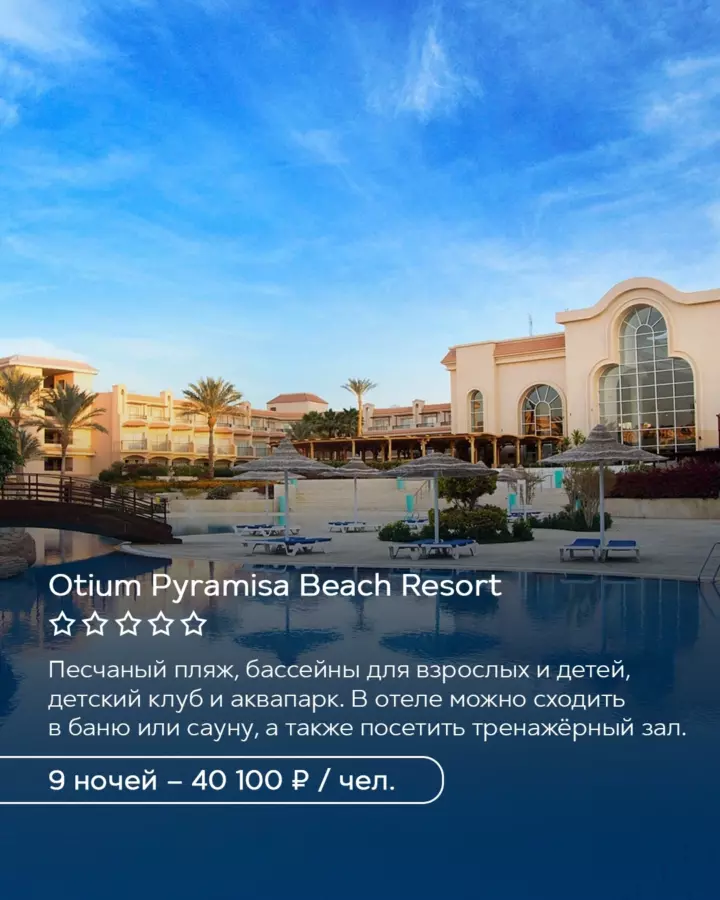 Otium Pyramisa Beach Resort
Песчаный пляж, бассейны для взрослых и детей,
детский клуб и аквапарк. В отеле можно сходить
в баню или сауну, а также посетить тренажёрный зал.
9 ночей – 40 100 ₽ / чел.